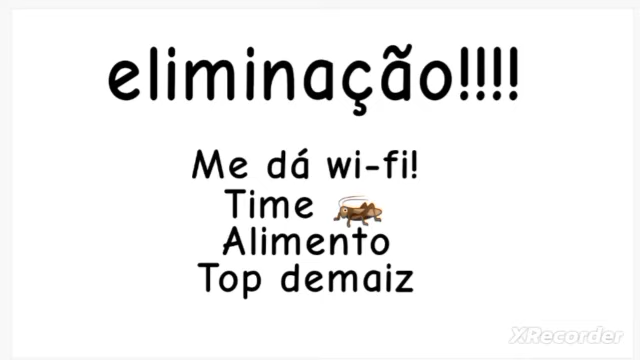 eliminação!!!!
Me dá wi-fi!
Time 🦗
Alimento
Top demaiz
XRecorder